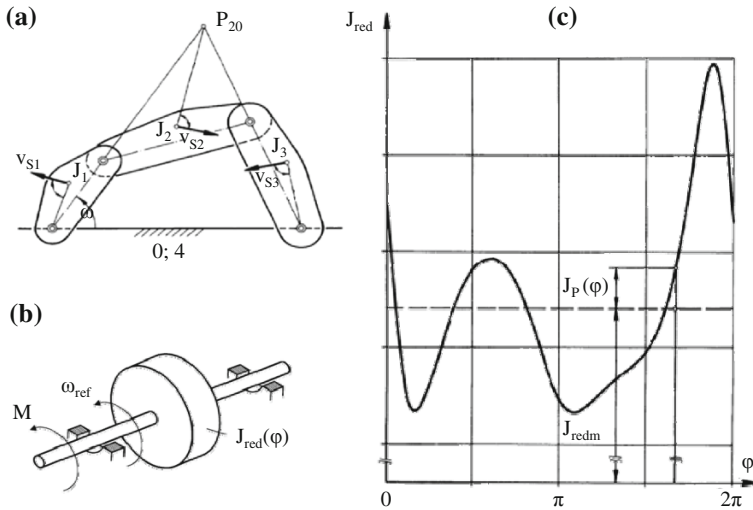 (a)
P20
J2
vS2
J1
vS1
J3
vS3
φ
0; 4
(b)
ωref
M
Jred(φ)
(c)
Jred
JP(φ)
Jredm
φ
0
π
2π